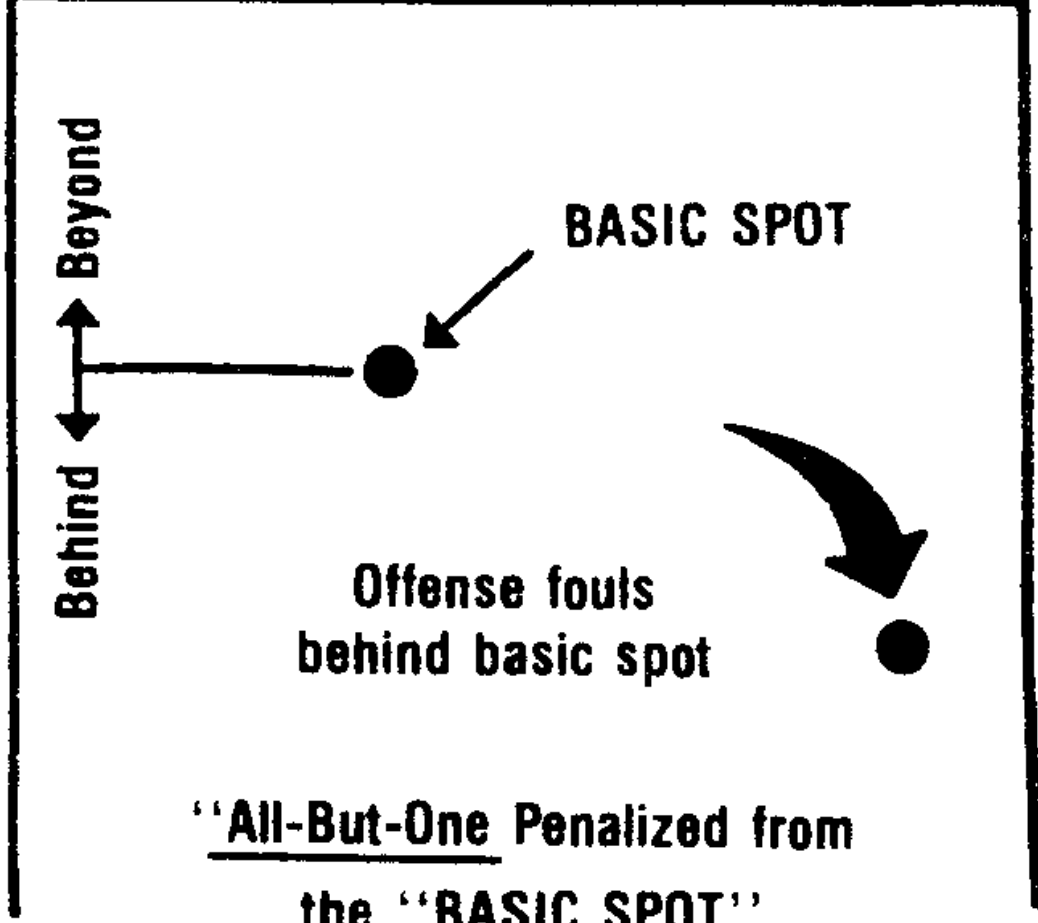 Beyond
BASIC SPOT
Behind
Offense fouls
behind basic spot
‘‘All-But-One Penalized from
the ‘‘BASIC SPOT’’